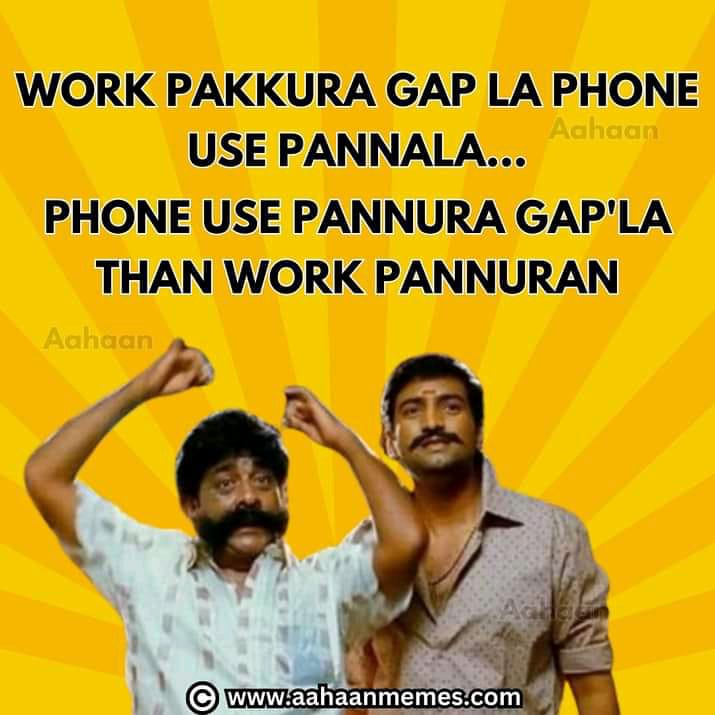 WORK PAKKURA GAP LA PHONE
Aahaan
USE PANNALA...
PHONE USE PANNURA GAP'LA
THAN WORK PANNURAN
Aahaan
Aahaan
© www.aahaanmemes.com